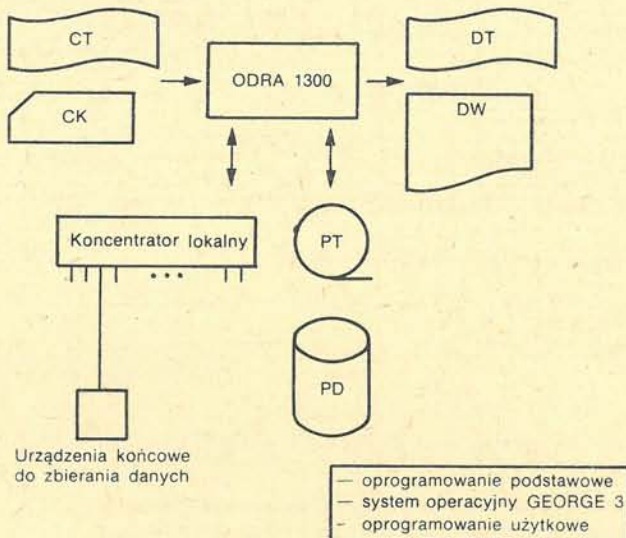 CT
DT
ODRA 1300
CK
DW
Koncentrator lokalny
PT
PD
Urządzenia końcowe
do zbierania danych
— oprogramowanie podstawowe
— system operacyjny GEORGE 3
- oprogramowanie użytkowe